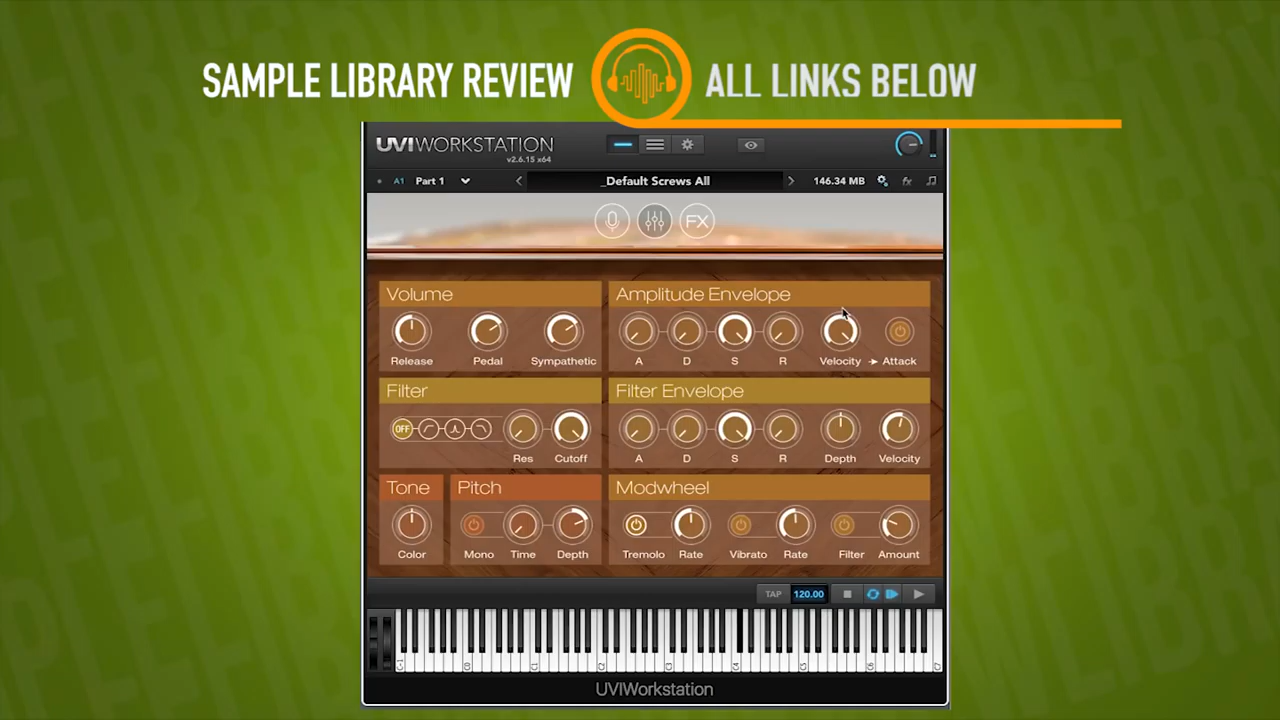 SAMPLE LIBRARY REVIEW ALL LINKS BELOW
UVIWORKSTATION
v2.6.15 x64
A1 Part 1 _Default Screws All 146.34 MB fx
FX
Volume Amplitude Envelope
Release Pedal Sympathetic A D S R Velocity Attack
Filter Filter Envelope
OFF
Res Cutoff A D S R Depth Velocity
Tone Pitch Modwheel
Color Mono Time Depth Tremolo Rate Vibrato Rate Filter Amount
TAP 120.00
UVIWorkstation